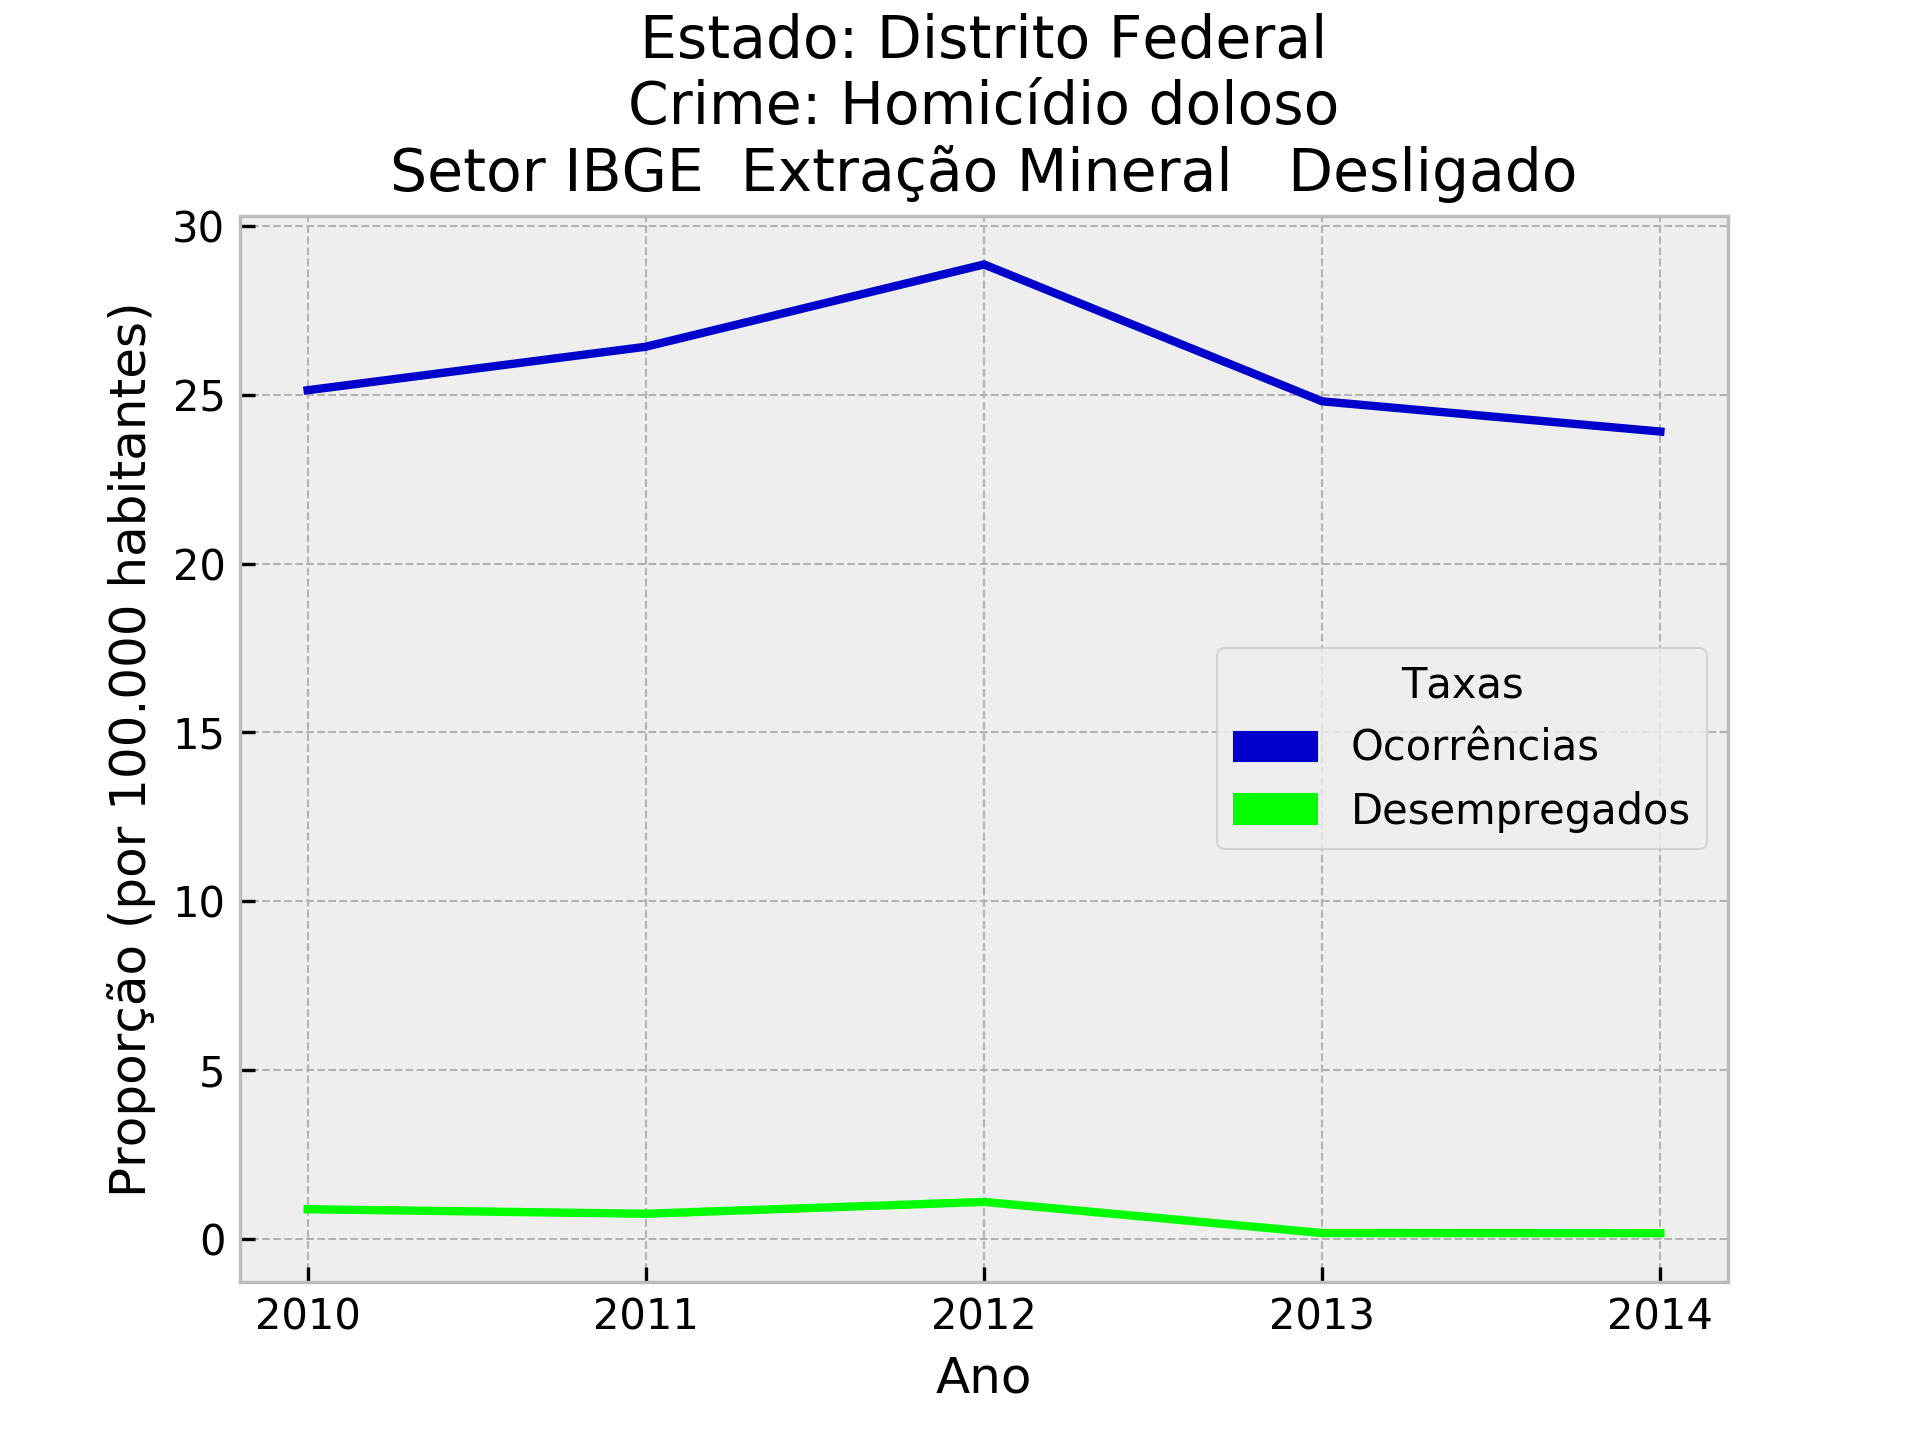 Estado: Distrito Federal
Crime: Homicídio doloso
Setor IBGE  Extração Mineral   Desligado
Proporção (por 100.000 habitantes)
30
25
20
15
10
5
0
Taxas
Ocorrências
Desempregados
2010 2011 2012 2013 2014
Ano